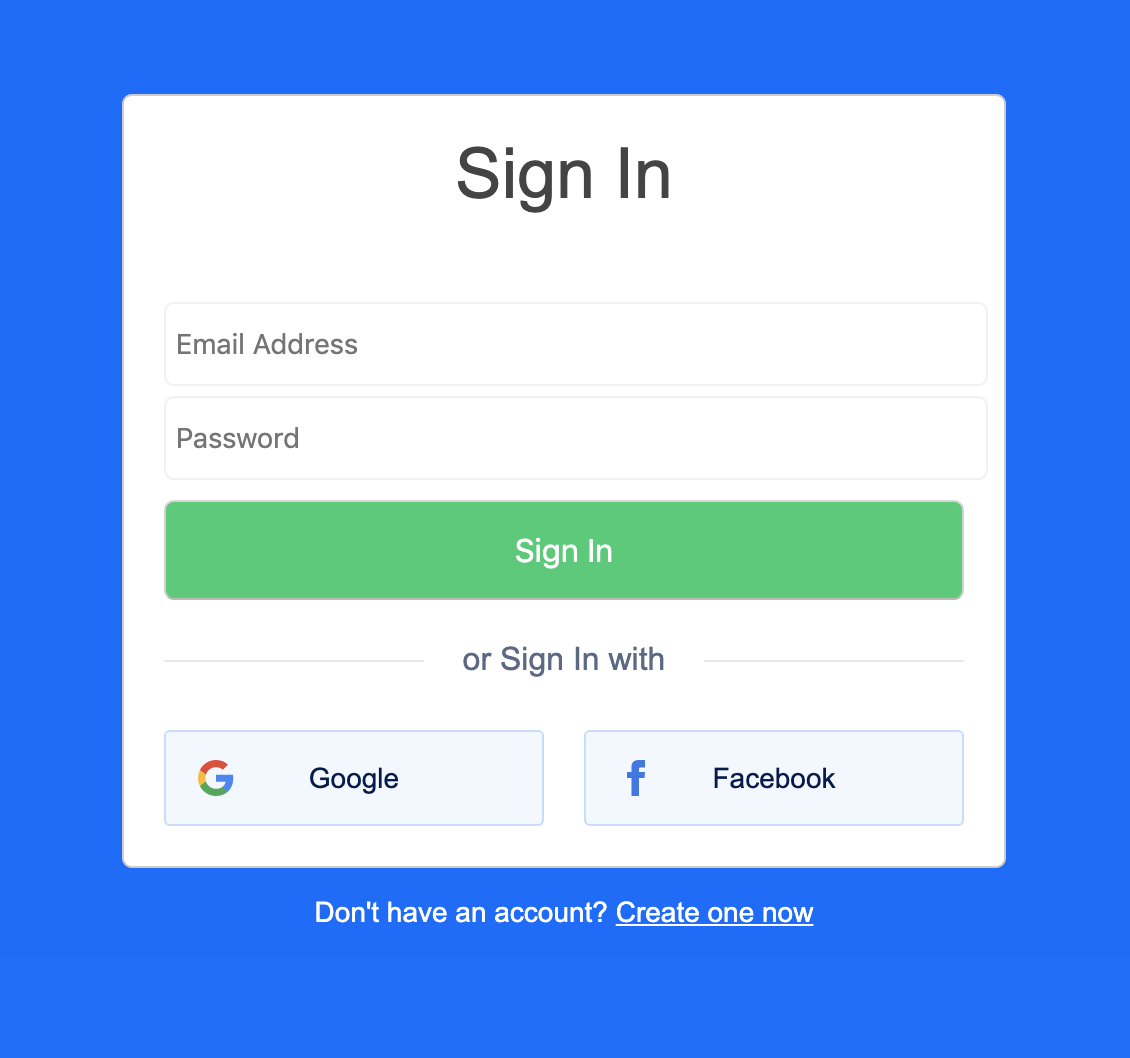 Sign In
Email Address
Password
Sign In
or Sign In with
Google
Facebook
Don't have an account? Create one now